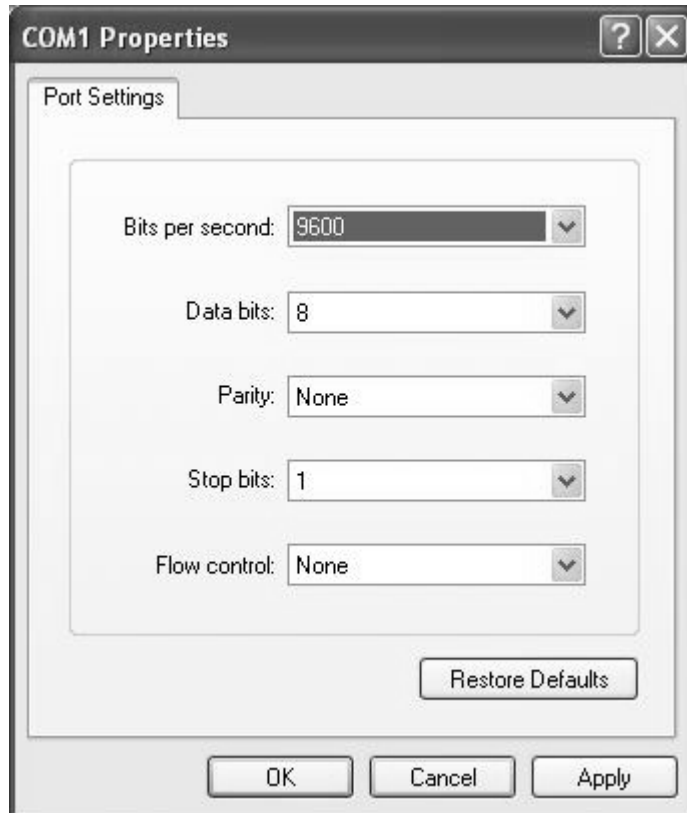 COM1 Properties
Port Settings
Bits per second: 9600
Data bits: 8
Parity: None
Stop bits: 1
Flow control: None
Restore Defaults
OK Cancel Apply